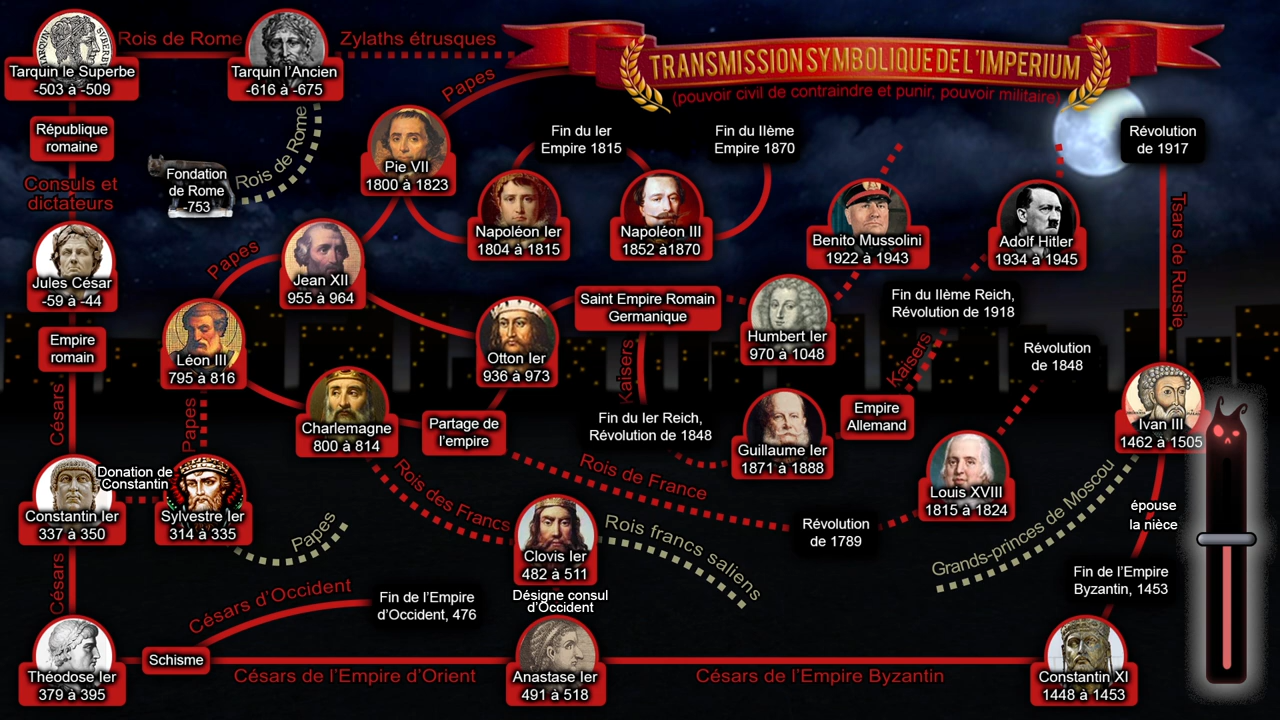 TRANSMISSION SYMBOLIQUE DE L'IMPERIUM
(pouvoir civil de contraindre et punir, pouvoir militaire)
Tarquin le Superbe
-503 à -509
Rois de Rome
Tarquin l'Ancien
-616 à -675
Zylaths étrusques
Papes
République
romaine
Fondation
de Rome
-753
Rois de Rome
Pie VII
1800 à 1823
Fin du Ier
Empire 1815
Fin du IIème
Empire 1870
Révolution
de 1917
Consuls et
dictateurs
Jules César
-59 à -44
Papes
Jean XII
955 à 964
Napoléon Ier
1804 à 1815
Napoléon III
1852 à1870
Benito Mussolini
1922 à 1943
Adolf Hitler
1934 à 1945
Tsars de Russie
Empire
romain
Léon III
795 à 816
Otton Ier
936 à 973
Saint Empire Romain
Germanique
Humbert Ier
970 à 1048
Fin du IIème Reich,
Révolution de 1918
Révolution
de 1848
Césars
Papes
Charlemagne
800 à 814
Partage de
l'empire
Kaisers
Fin du Ier Reich,
Révolution de 1848
Guillaume Ier
1871 à 1888
Kaisers
Empire
Allemand
Ivan III
1462 à 1505
Donation de
Constantin
Constantin Ier
337 à 350
Sylvestre Ier
314 à 335
Papes
Rois des Francs
Rois de France
Révolution
de 1789
Louis XVIII
1815 à 1824
Grands-princes de Moscou
épouse
la nièce
Clovis Ier
482 à 511
Rois francs saliens
Désigne consul
d'Occident
Césars
Césars d'Occident
Fin de l'Empire
d'Occident, 476
Fin de l'Empire
Byzantin, 1453
Théodose Ier
379 à 395
Schisme
Césars de l'Empire d'Orient
Anastase Ier
491 à 518
Césars de l'Empire Byzantin
Constantin XI
1448 à 1453